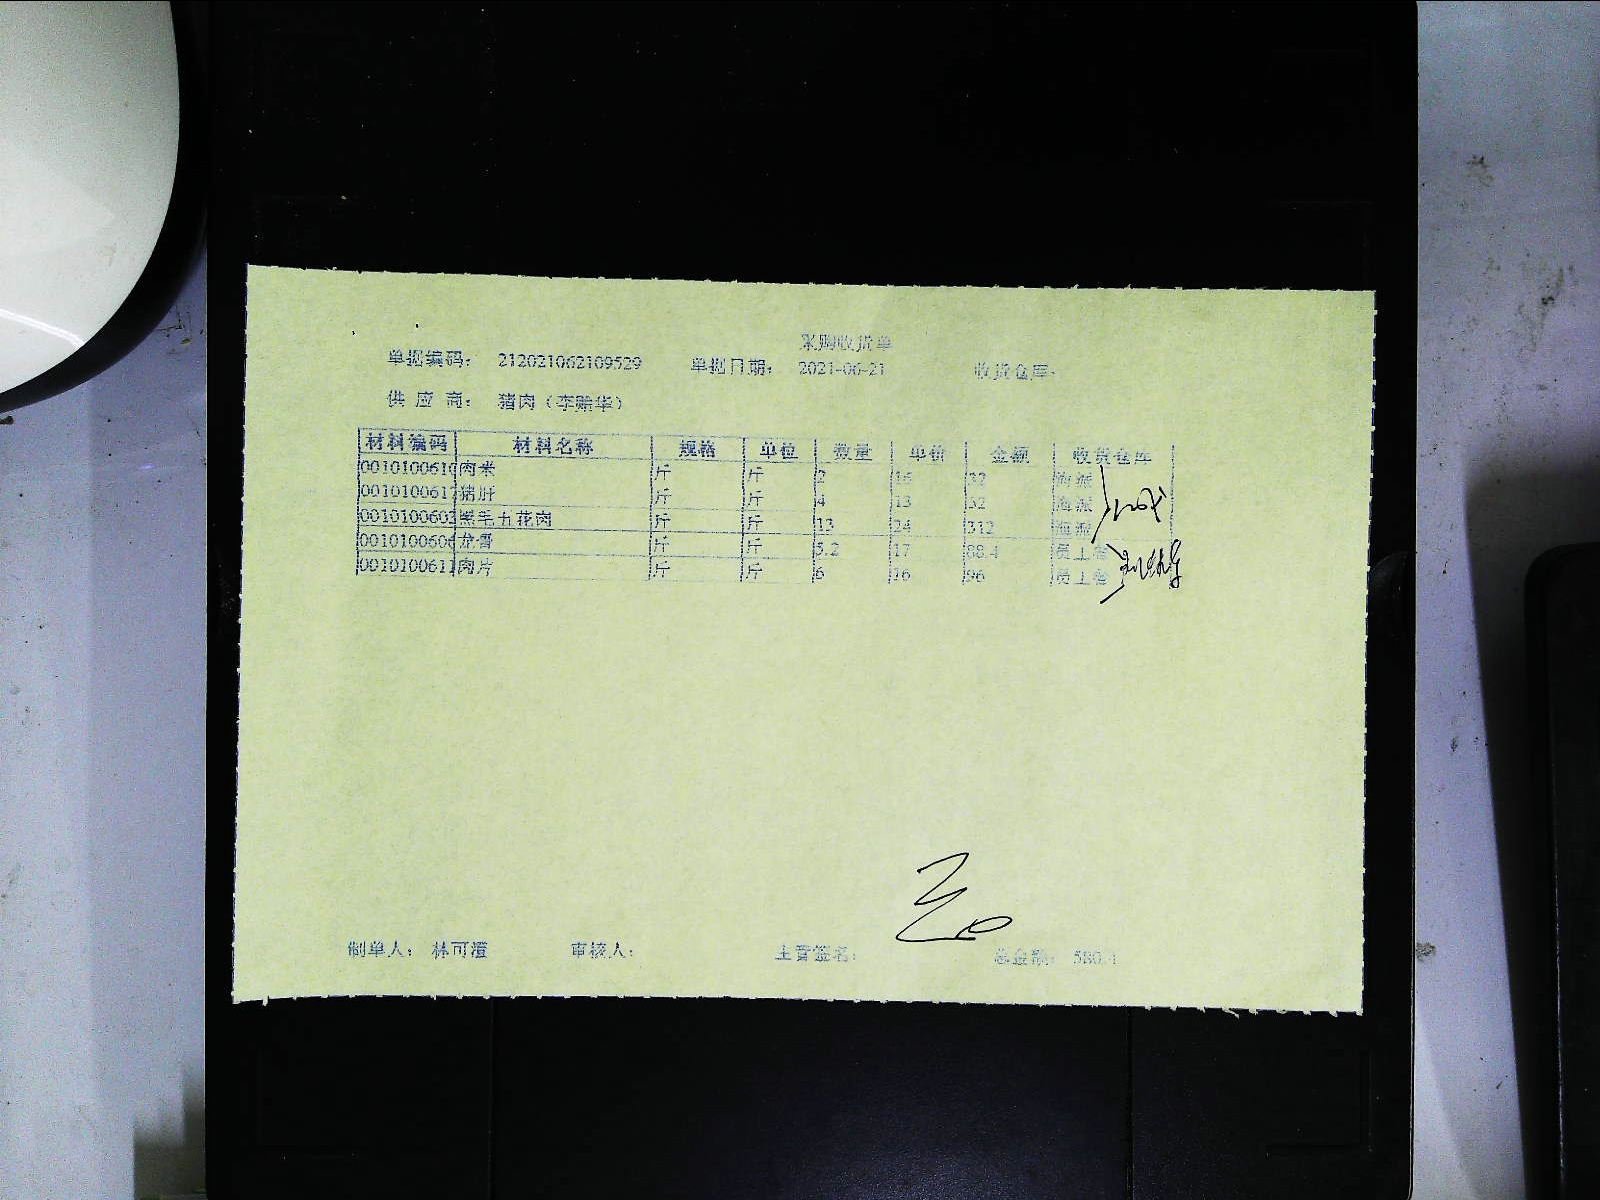 采购收货单
单据编码： 212021062109529 单据日期： 2021-06-21 收货仓库：
供 应 商： 猪肉（李贻华）
材料编码 材料名称 规格 单位 数量 单价 金额 收货仓库
0010100610 肉末 斤 斤 2 16 32 海派
0010100617 猪肝 斤 斤 4 13 52 海派
0010100602 黑毛五花肉 斤 斤 13 24 312 海派
0010100606 龙骨 斤 斤 5.2 17 88.4 员工餐
0010100611 肉片 斤 斤 6 16 96 员工餐
制单人： 林可滢 审核人： 主管签名： 总金额： 580.4